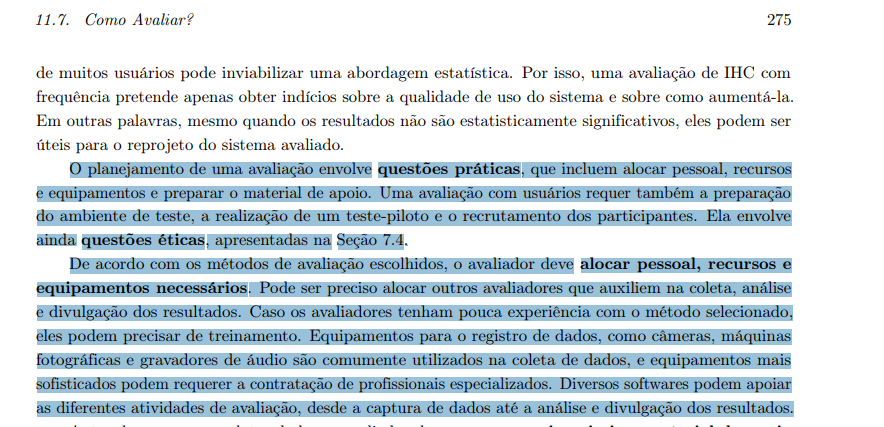 11.7. Como Avaliar? 275
de muitos usuários pode inviabilizar uma abordagem estatística. Por isso, uma avaliação de IHC com
frequência pretende apenas obter indícios sobre a qualidade de uso do sistema e sobre como aumentá-la.
Em outras palavras, mesmo quando os resultados não são estatisticamente significativos, eles podem ser
úteis para o reprojeto do sistema avaliado.
O planejamento de uma avaliação envolve questões práticas, que incluem alocar pessoal, recursos
e equipamentos e preparar o material de apoio. Uma avaliação com usuários requer também a preparação
do ambiente de teste, a realização de um teste-piloto e o recrutamento dos participantes. Ela envolve
ainda questões éticas, apresentadas na Seção 7.4.
De acordo com os métodos de avaliação escolhidos, o avaliador deve alocar pessoal, recursos e
equipamentos necessários. Pode ser preciso alocar outros avaliadores que auxiliem na coleta, análise
e divulgação dos resultados. Caso os avaliadores tenham pouca experiência com o método selecionado,
eles podem precisar de treinamento. Equipamentos para o registro de dados, como câmeras, máquinas
fotográficas e gravadores de áudio são comumente utilizados na coleta de dados, e equipamentos mais
sofisticados podem requerer a contratação de profissionais especializados. Diversos softwares podem apoiar
as diferentes atividades de avaliação, desde a captura de dados até a análise e divulgação dos resultados.